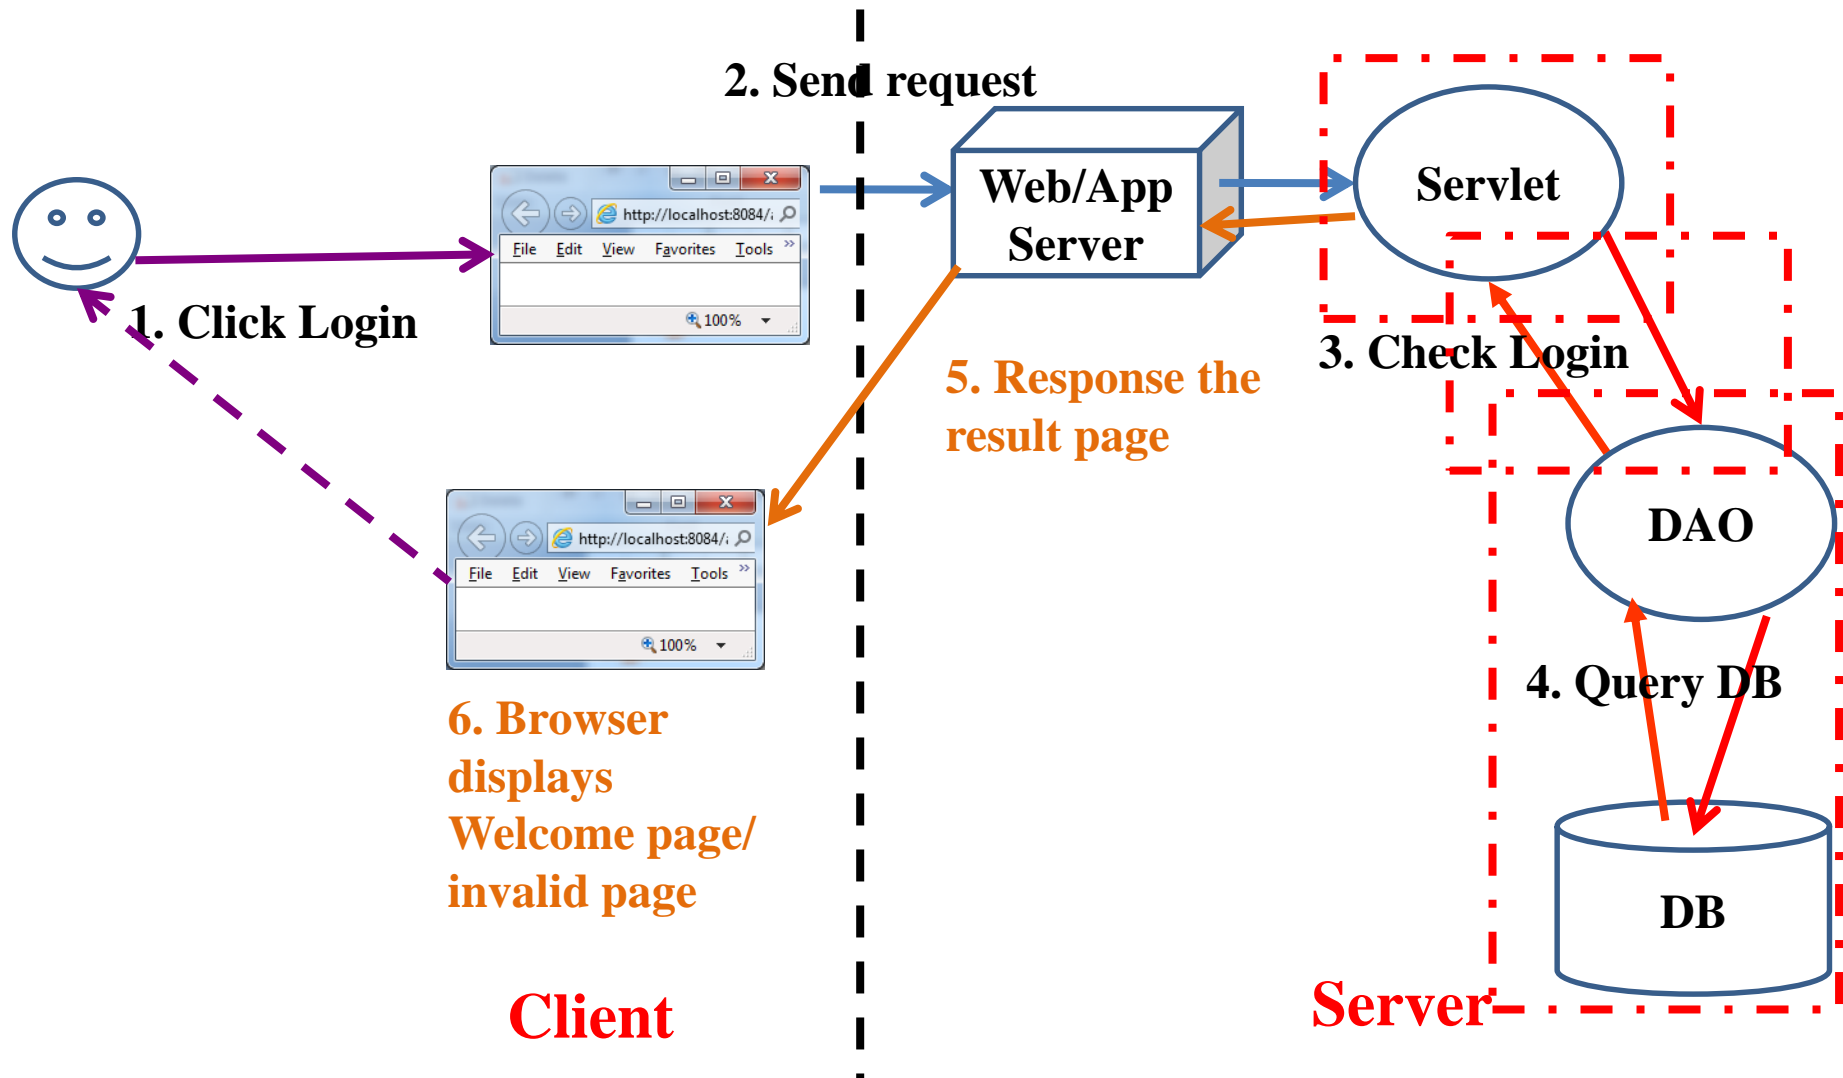 2. Send request
http://localhost:8084/
File Edit View Favorites Tools »
100%
1. Click Login
Web/App
Server
Servlet
3. Check Login
5. Response the
result page
DAO
http://localhost:8084/
File Edit View Favorites Tools »
100%
4. Query DB
6. Browser
displays
Welcome page/
invalid page
DB
Client
Server